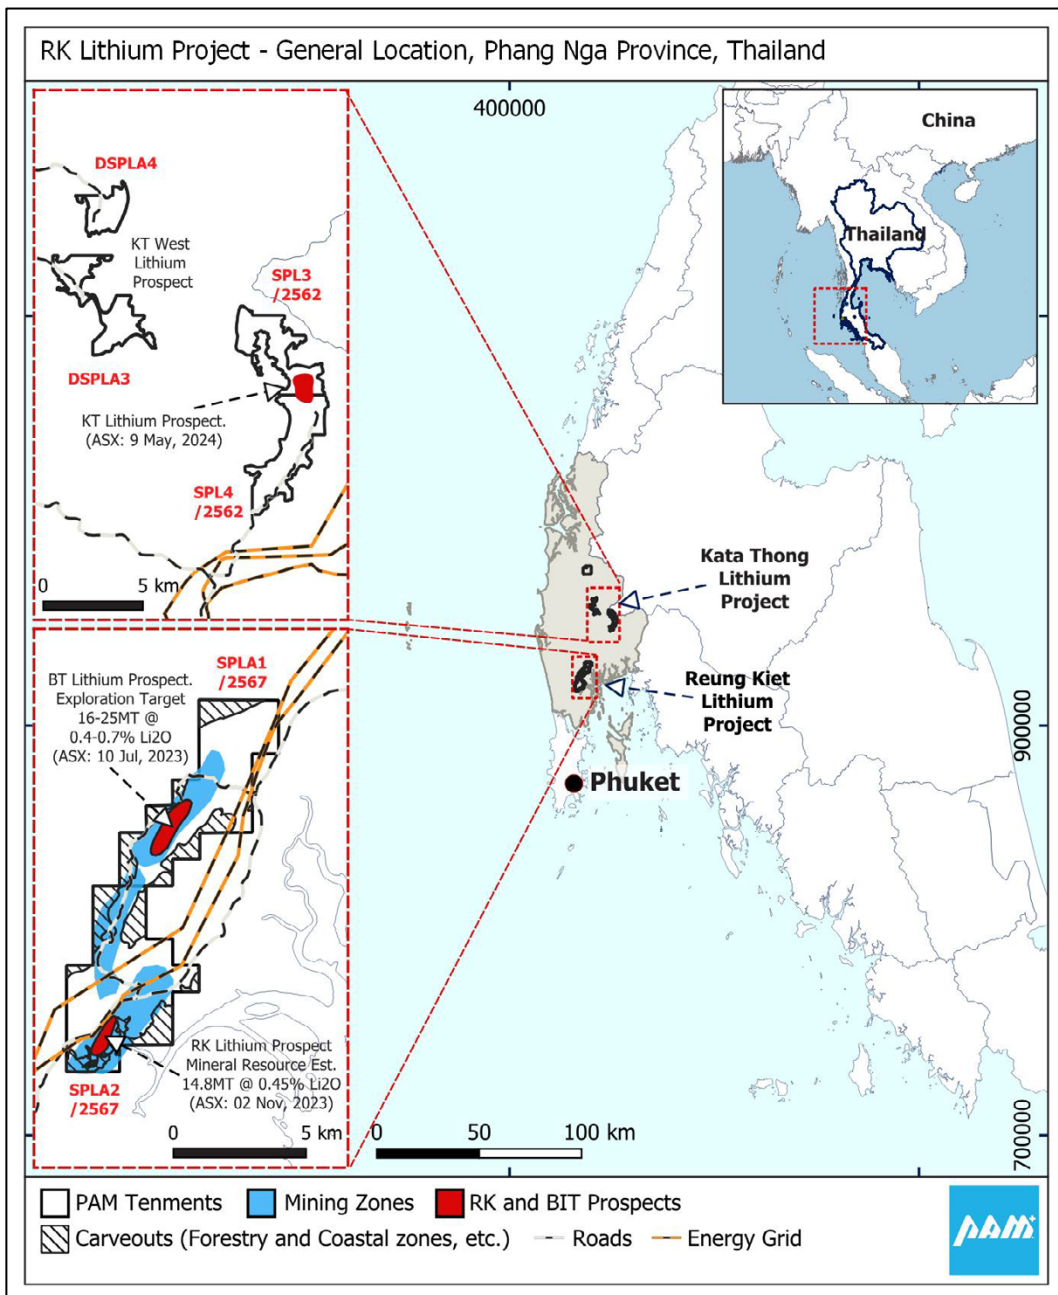 RK Lithium Project - General Location, Phang Nga Province, Thailand
400000
China
Thailand
DSPLA4
KT West
Lithium
Prospect
SPL3
/2562
DSPLA3
KT Lithium Prospect.
(ASX: 9 May, 2024)
SPL4
/2562
0
5 km
Kata Thong
Lithium
Project
Reung Kiet
Lithium
Project
Phuket
900000
SPLA1
/2567
BT Lithium Prospect.
Exploration Target
16-25MT @
0.4-0.7% Li2O
(ASX: 10 Jul, 2023)
RK Lithium Prospect
Mineral Resource Est.
14.8MT @ 0.45% Li2O
(ASX: 02 Nov, 2023)
SPLA2
/2567
0
5 km
0
50
100 km
700000
PAM Tenments
Mining Zones
RK and BIT Prospects
Carveouts (Forestry and Coastal zones, etc.)
Roads
Energy Grid
PAM+